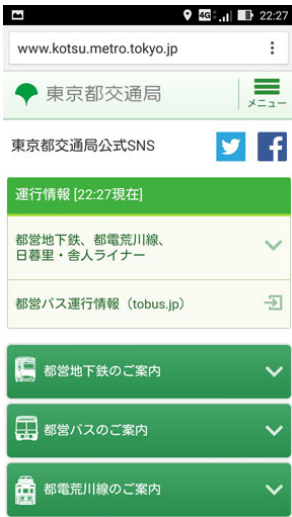 4G 22:27
www.kotsu.metro.tokyo.jp
東京都交通局
メニュー
東京都交通局公式SNS
運行情報 [22:27現在]
都営地下鉄、都電荒川線、
日暮里・舎人ライナー
都営バス運行情報（tobus.jp）
都営地下鉄のご案内
都営バスのご案内
都電荒川線のご案内